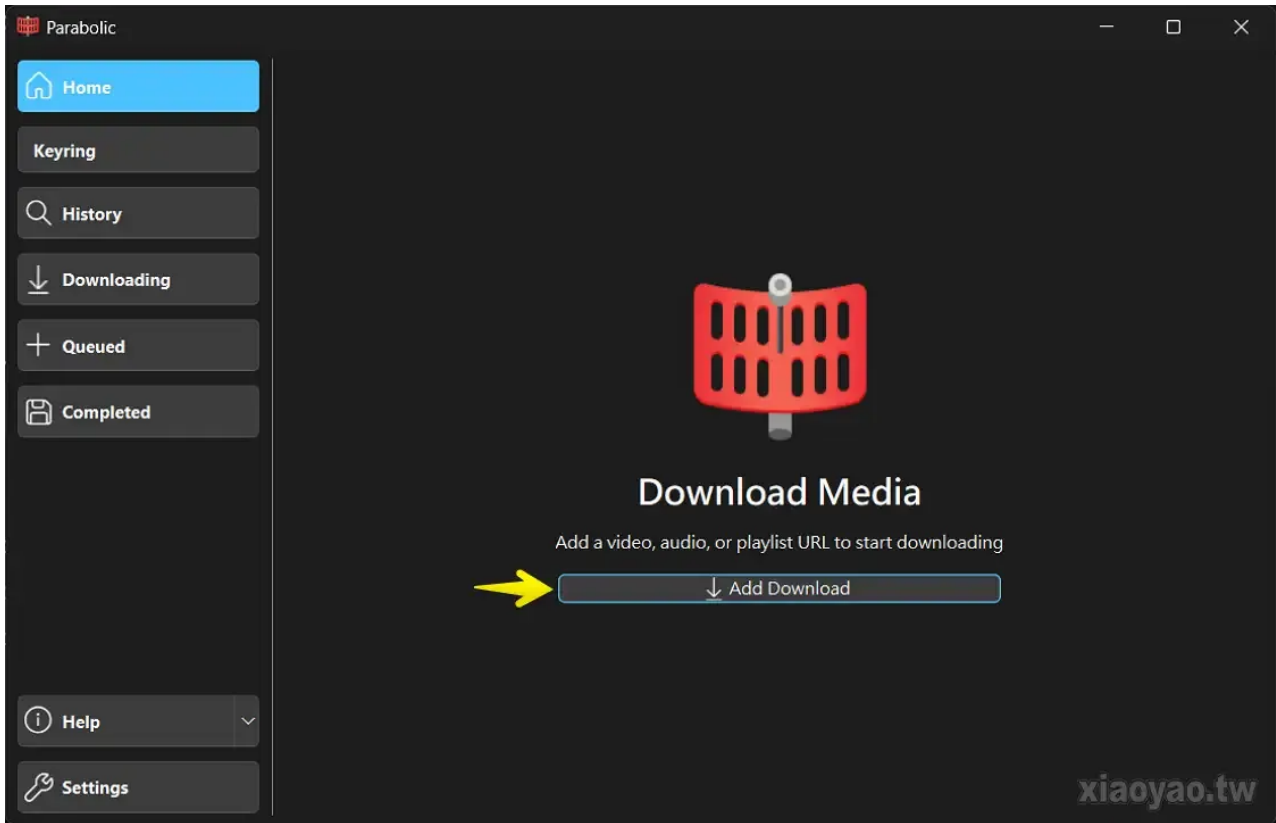 Parabolic
Home
Keyring
History
Downloading
Queued
Completed
Help
Settings
Download Media
Add a video, audio, or playlist URL to start downloading
Add Download
xiaoyao.tw